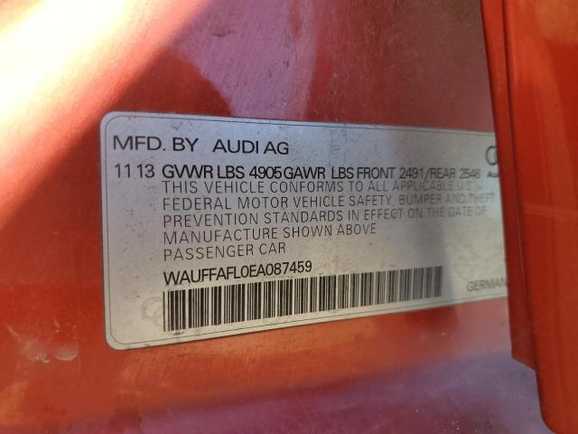 MFD. BY AUDI AG
11 13 GVWR LBS 4905 GAWR LBS FRONT 2491/REAR 2546
THIS VEHICLE CONFORMS TO ALL APPLICABLE U.S.
FEDERAL MOTOR VEHICLE SAFETY, BUMPER AND THEFT
PREVENTION STANDARDS IN EFFECT ON THE DATE OF
MANUFACTURE SHOWN ABOVE
PASSENGER CAR
WAUFFAFL0EA087459
GERMAN